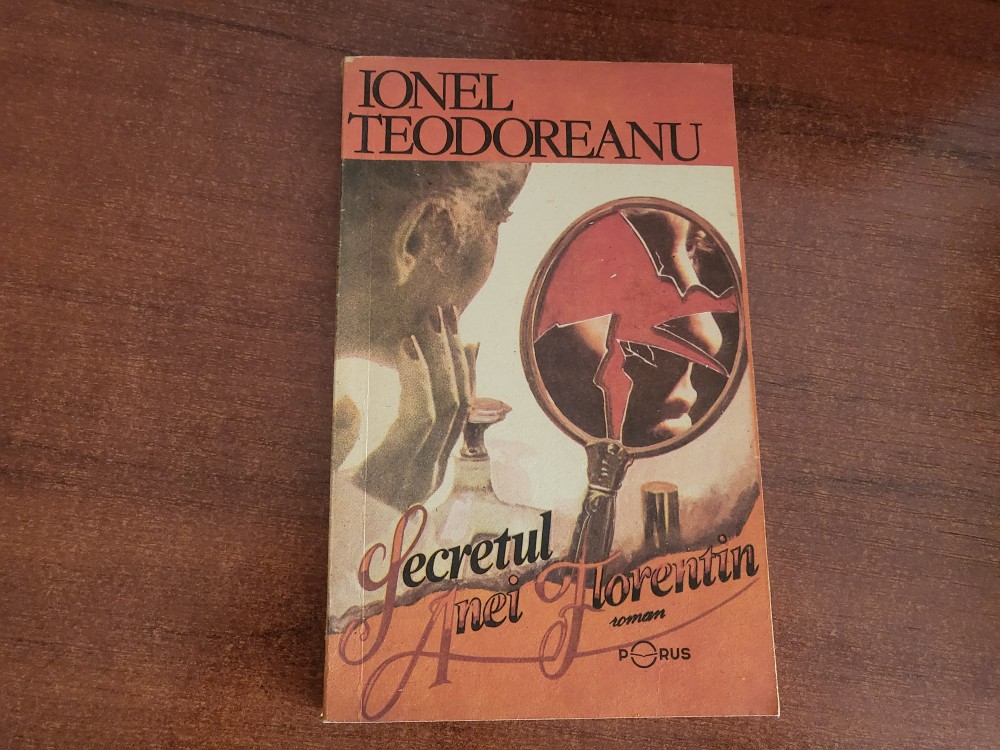 IONEL
TEODOREANU
Secretul
Anei Florentin
roman
PORUS